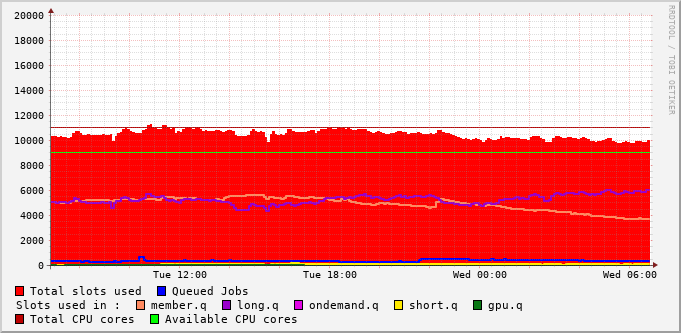 20000
18000
16000
14000
12000
10000
8000
6000
4000
2000
0
Tue 12:00 Tue 18:00 Wed 00:00 Wed 06:00
RRDTOOL / TOBI OETIKER
Total slots used Queued Jobs
Slots used in : member.q long.q ondemand.q short.q gpu.q
Total CPU cores Available CPU cores